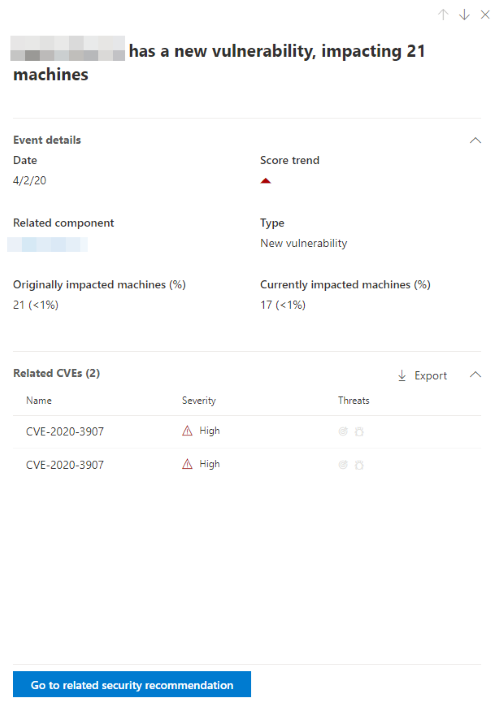 has a new vulnerability, impacting 21
machines
Event details
Date
Score trend
4/2/20
Related component
Type
New vulnerability
Originally impacted machines (%)
Currently impacted machines (%)
21 (<1%)
17 (<1%)
Related CVEs (2)
Export
Name
Severity
Threats
CVE-2020-3907
High
CVE-2020-3907
High
Go to related security recommendation